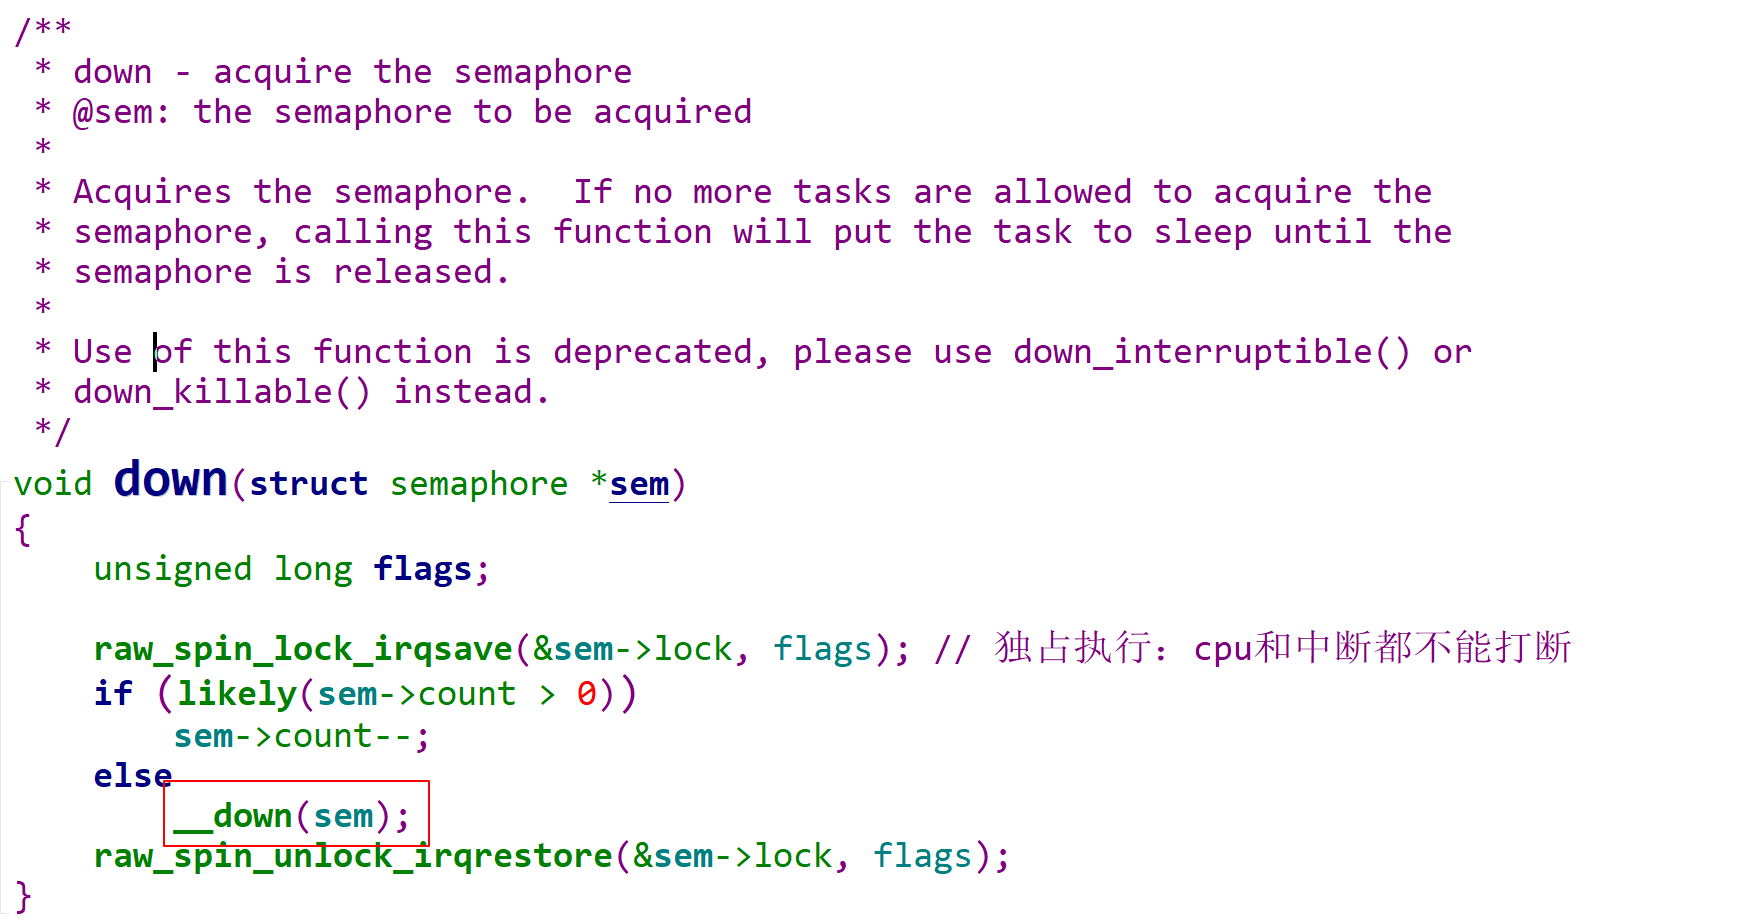 /**
 * down - acquire the semaphore
 * @sem: the semaphore to be acquired
 *
 * Acquires the semaphore.  If no more tasks are allowed to acquire the
 * semaphore, calling this function will put the task to sleep until the
 * semaphore is released.
 *
 * Use of this function is deprecated, please use down_interruptible() or
 * down_killable() instead.
 */
void down(struct semaphore *sem)
{
    unsigned long flags;

    raw_spin_lock_irqsave(&sem->lock, flags); // 独占执行：cpu和中断都不能打断
    if (likely(sem->count > 0))
        sem->count--;
    else
        __down(sem);
    raw_spin_unlock_irqrestore(&sem->lock, flags);
}